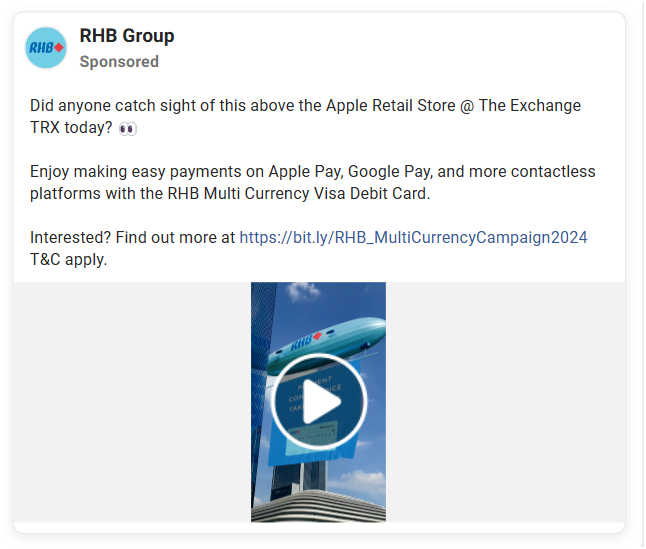 RHB
RHB Group
Sponsored
Did anyone catch sight of this above the Apple Retail Store @ The Exchange
TRX today? 👀
Enjoy making easy payments on Apple Pay, Google Pay, and more contactless
platforms with the RHB Multi Currency Visa Debit Card.
Interested? Find out more at https://bit.ly/RHB_MultiCurrencyCampaign2024
T&C apply.
RHB